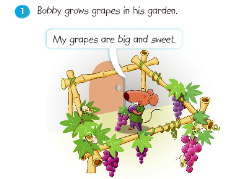 1 Bobby grows grapes in his garden.
My grapes are big and sweet.